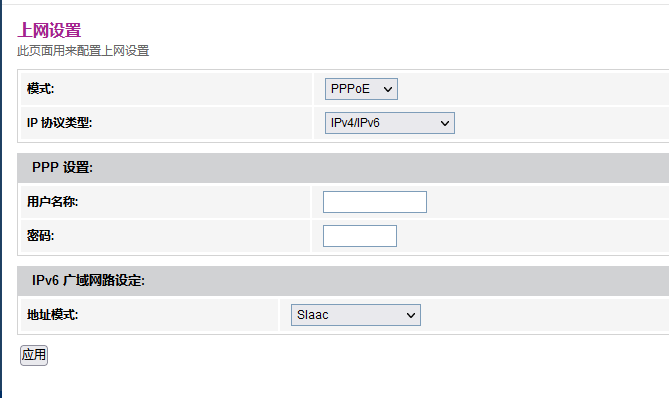 上网设置
此页面用来配置上网设置
模式: PPPoE
IP 协议类型: IPv4/IPv6
PPP 设置:
用户名称:
密码:
IPv6 广域网路设定:
地址模式: Slaac
应用